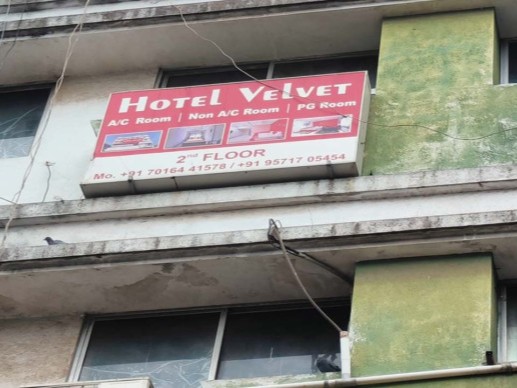 HOTEL VELVET
A/C ROOM | NON A/C ROOM | PG ROOM
2nd FLOOR
Mo. +91 70164 41578 / +91 95717 05454